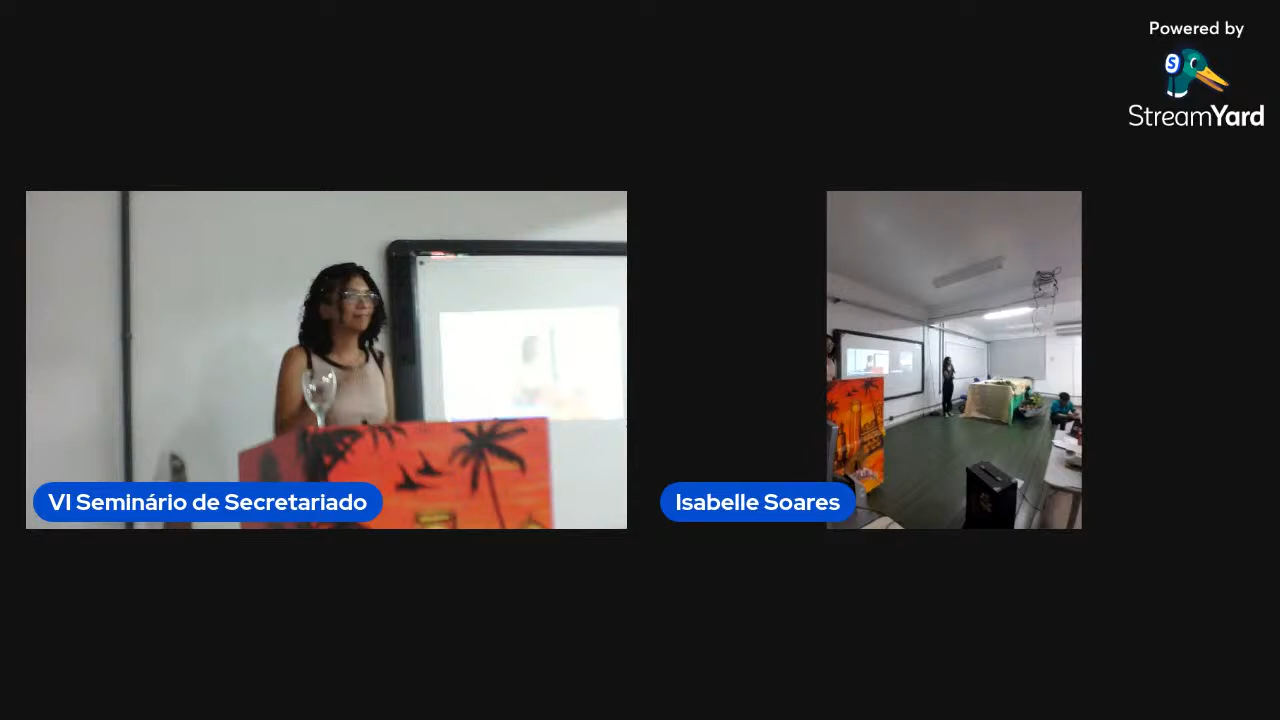 Powered by
StreamYard
VI Seminário de Secretariado
Isabelle Soares